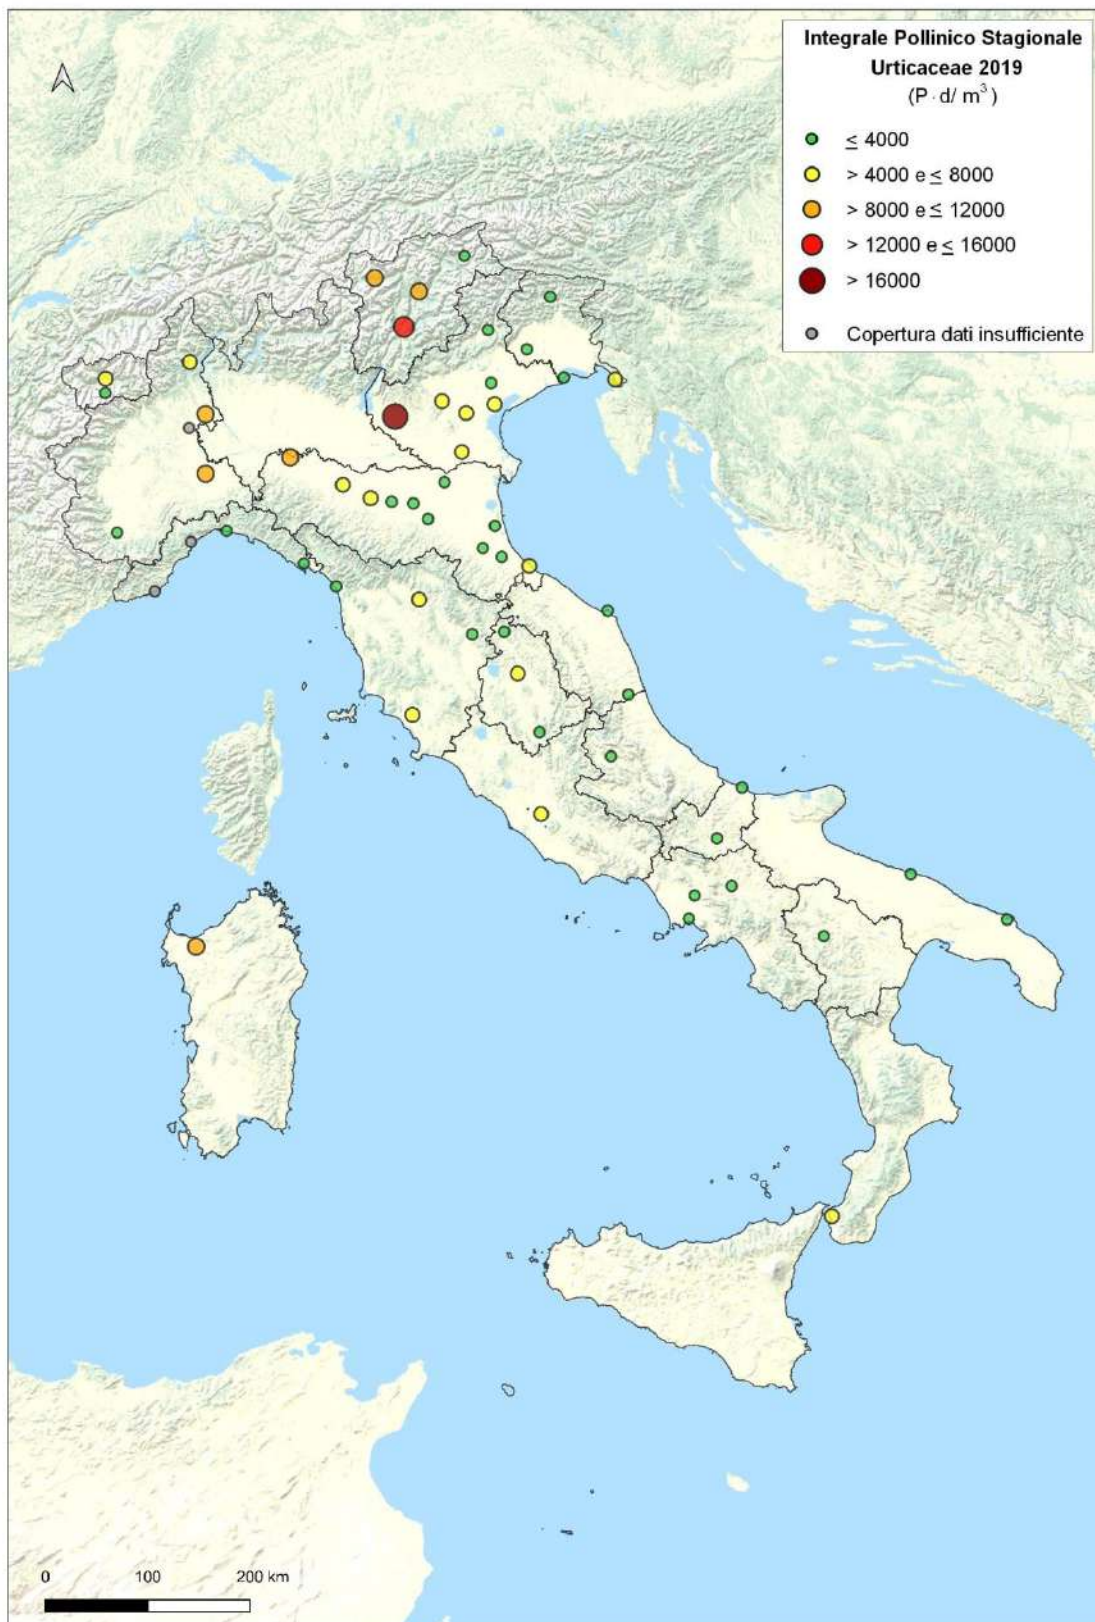 Integrale Pollinico Stagionale
Urticaceae 2019
(P · d/ m³ )
≤ 4000
> 4000 e ≤ 8000
> 8000 e ≤ 12000
> 12000 e ≤ 16000
> 16000
Copertura dati insufficiente
0 100 200 km